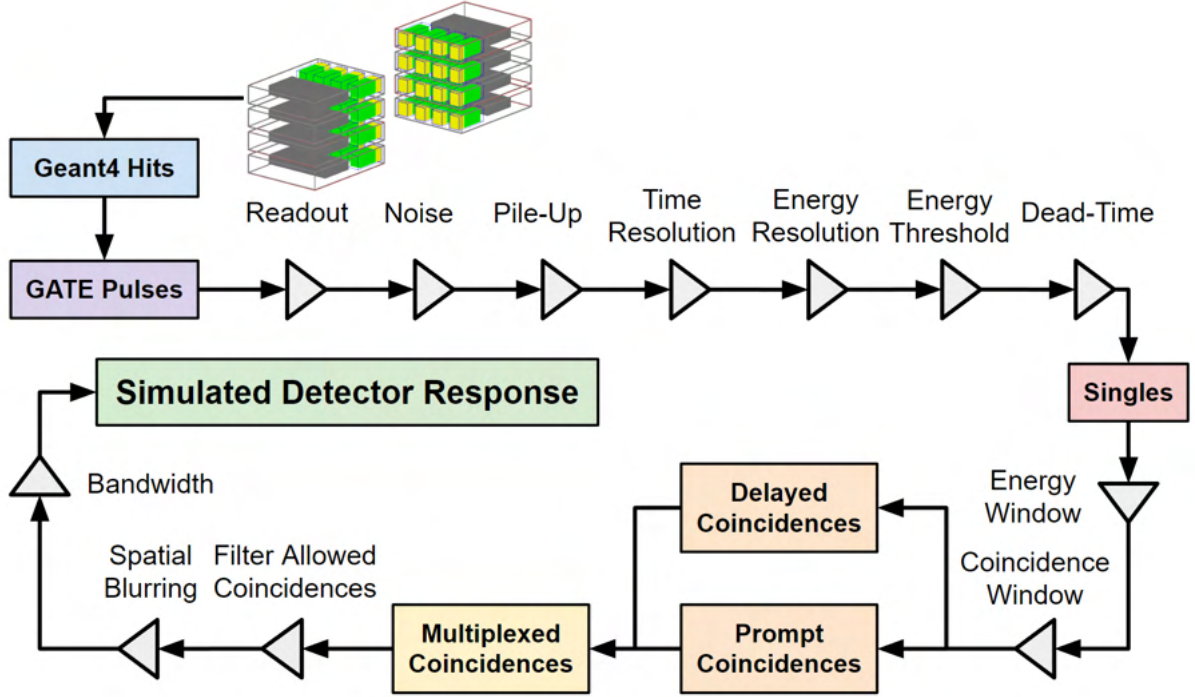 Geant4 Hits
Readout
Noise
Pile-Up
Time
Resolution
Energy
Resolution
Energy
Threshold
Dead-Time
GATE Pulses
Simulated Detector Response
Singles
Bandwidth
Delayed
Coincidences
Energy
Window
Spatial
Blurring
Filter Allowed
Coincidences
Coincidence
Window
Multiplexed
Coincidences
Prompt
Coincidences